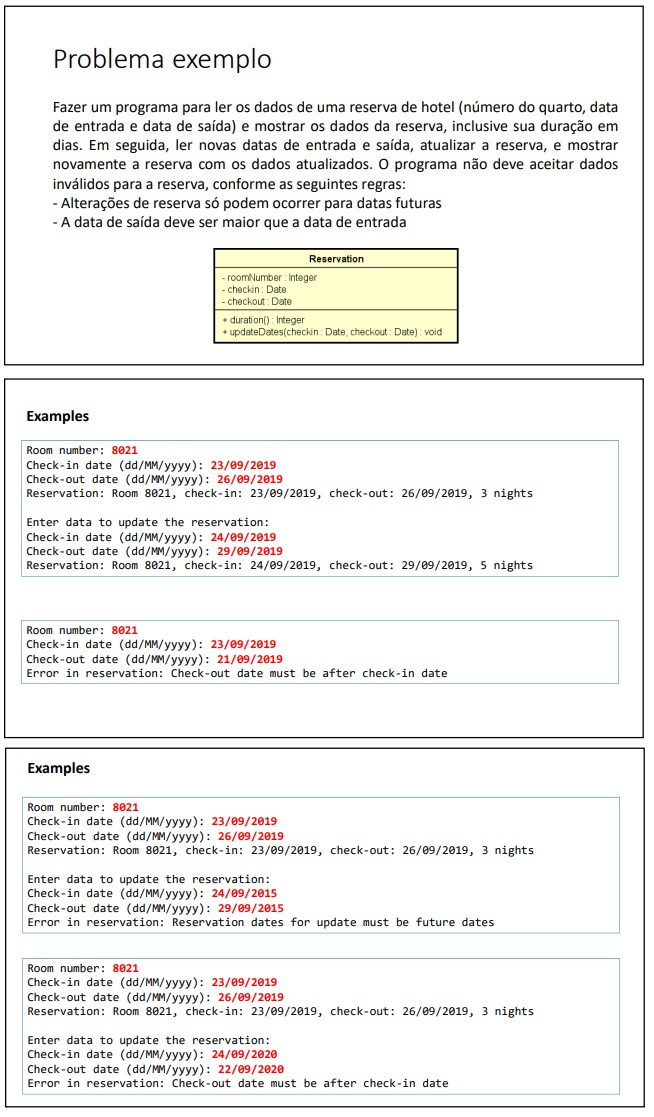 Problema exemplo
Fazer um programa para ler os dados de uma reserva de hotel (número do quarto, data
de entrada e data de saída) e mostrar os dados da reserva, inclusive sua duração em
dias. Em seguida, ler novas datas de entrada e saída, atualizar a reserva, e mostrar
novamente a reserva com os dados atualizados. O programa não deve aceitar dados
inválidos para a reserva, conforme as seguintes regras:
- Alterações de reserva só podem ocorrer para datas futuras
- A data de saída deve ser maior que a data de entrada
Reservation
- roomNumber : Integer
- checkin : Date
- checkout : Date
+ duration() : Integer
+ updateDates(checkin : Date, checkout : Date) : void
Examples
Room number: 8021
Check-in date (dd/MM/yyyy): 23/09/2019
Check-out date (dd/MM/yyyy): 26/09/2019
Reservation: Room 8021, check-in: 23/09/2019, check-out: 26/09/2019, 3 nights
Enter data to update the reservation:
Check-in date (dd/MM/yyyy): 24/09/2019
Check-out date (dd/MM/yyyy): 29/09/2019
Reservation: Room 8021, check-in: 24/09/2019, check-out: 29/09/2019, 5 nights
Room number: 8021
Check-in date (dd/MM/yyyy): 23/09/2019
Check-out date (dd/MM/yyyy): 21/09/2019
Error in reservation: Check-out date must be after check-in date
Examples
Room number: 8021
Check-in date (dd/MM/yyyy): 23/09/2019
Check-out date (dd/MM/yyyy): 26/09/2019
Reservation: Room 8021, check-in: 23/09/2019, check-out: 26/09/2019, 3 nights
Enter data to update the reservation:
Check-in date (dd/MM/yyyy): 24/09/2015
Check-out date (dd/MM/yyyy): 29/09/2015
Error in reservation: Reservation dates for update must be future dates
Room number: 8021
Check-in date (dd/MM/yyyy): 23/09/2019
Check-out date (dd/MM/yyyy): 26/09/2019
Reservation: Room 8021, check-in: 23/09/2019, check-out: 26/09/2019, 3 nights
Enter data to update the reservation:
Check-in date (dd/MM/yyyy): 24/09/2020
Check-out date (dd/MM/yyyy): 22/09/2020
Error in reservation: Check-out date must be after check-in date